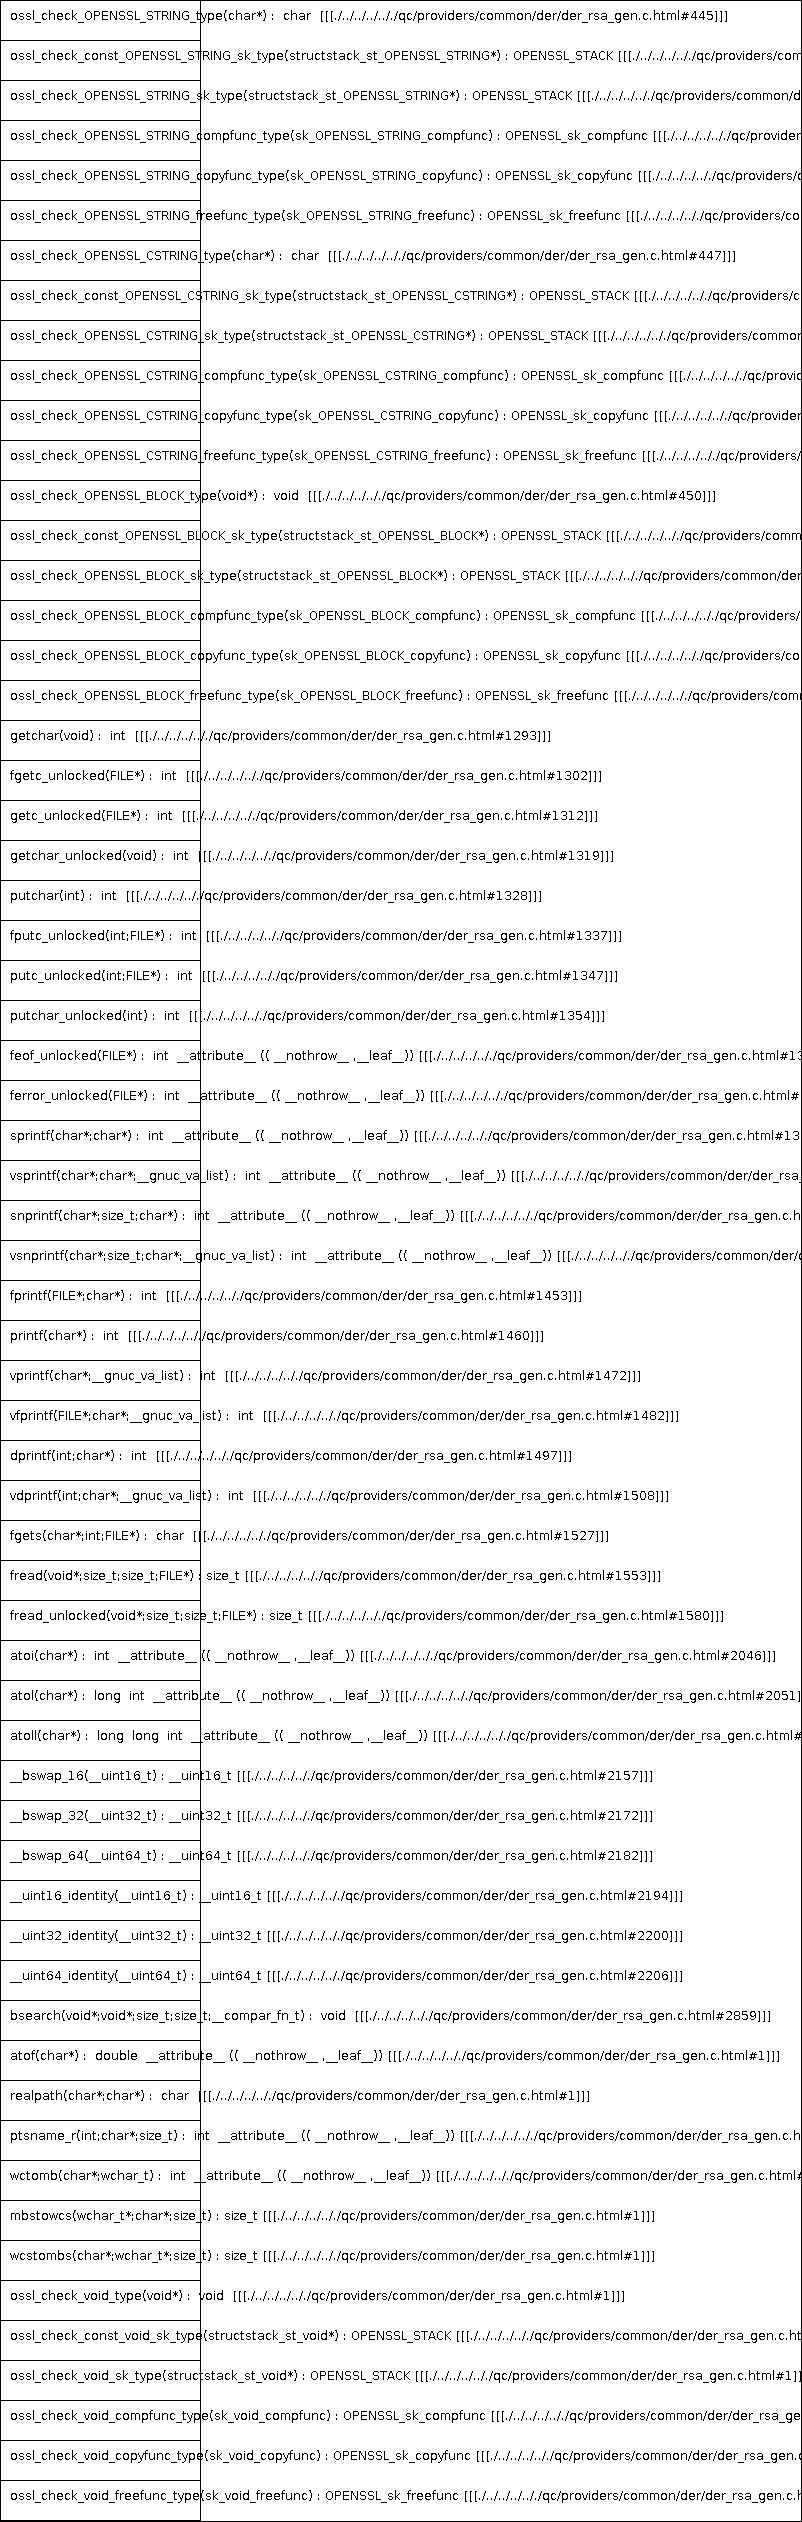 ossl_check_OPENSSL_STRING_type(char*) :  char  [[[./../../../../../qc/providers/common/der/der_rsa_gen.c.html#445]]]
ossl_check_const_OPENSSL_STRING_sk_type(structstack_st_OPENSSL_STRING*) : OPENSSL_STACK [[[./../../../../../qc/providers/com
ossl_check_OPENSSL_STRING_sk_type(structstack_st_OPENSSL_STRING*) : OPENSSL_STACK [[[./../../../../../qc/providers/common/d
ossl_check_OPENSSL_STRING_compfunc_type(sk_OPENSSL_STRING_compfunc) : OPENSSL_sk_compfunc [[[./../../../../../qc/provider
ossl_check_OPENSSL_STRING_copyfunc_type(sk_OPENSSL_STRING_copyfunc) : OPENSSL_sk_copyfunc [[[./../../../../../qc/providers/c
ossl_check_OPENSSL_STRING_freefunc_type(sk_OPENSSL_STRING_freefunc) : OPENSSL_sk_freefunc [[[./../../../../../qc/providers/co
ossl_check_OPENSSL_CSTRING_type(char*) :  char  [[[./../../../../../qc/providers/common/der/der_rsa_gen.c.html#447]]]
ossl_check_const_OPENSSL_CSTRING_sk_type(structstack_st_OPENSSL_CSTRING*) : OPENSSL_STACK [[[./../../../../../qc/providers/c
ossl_check_OPENSSL_CSTRING_sk_type(structstack_st_OPENSSL_CSTRING*) : OPENSSL_STACK [[[./../../../../../qc/providers/common
ossl_check_OPENSSL_CSTRING_compfunc_type(sk_OPENSSL_CSTRING_compfunc) : OPENSSL_sk_compfunc [[[./../../../../../qc/provid
ossl_check_OPENSSL_CSTRING_copyfunc_type(sk_OPENSSL_CSTRING_copyfunc) : OPENSSL_sk_copyfunc [[[./../../../../../qc/provider
ossl_check_OPENSSL_CSTRING_freefunc_type(sk_OPENSSL_CSTRING_freefunc) : OPENSSL_sk_freefunc [[[./../../../../../qc/providers/
ossl_check_OPENSSL_BLOCK_type(void*) :  void  [[[./../../../../../qc/providers/common/der/der_rsa_gen.c.html#450]]]
ossl_check_const_OPENSSL_BLOCK_sk_type(structstack_st_OPENSSL_BLOCK*) : OPENSSL_STACK [[[./../../../../../qc/providers/comm
ossl_check_OPENSSL_BLOCK_sk_type(structstack_st_OPENSSL_BLOCK*) : OPENSSL_STACK [[[./../../../../../qc/providers/common/der
ossl_check_OPENSSL_BLOCK_compfunc_type(sk_OPENSSL_BLOCK_compfunc) : OPENSSL_sk_compfunc [[[./../../../../../qc/providers/
ossl_check_OPENSSL_BLOCK_copyfunc_type(sk_OPENSSL_BLOCK_copyfunc) : OPENSSL_sk_copyfunc [[[./../../../../../qc/providers/co
ossl_check_OPENSSL_BLOCK_freefunc_type(sk_OPENSSL_BLOCK_freefunc) : OPENSSL_sk_freefunc [[[./../../../../../qc/providers/com
getchar(void) :  int  [[[./../../../../../qc/providers/common/der/der_rsa_gen.c.html#1293]]]
fgetc_unlocked(FILE*) :  int  [[[./../../../../../qc/providers/common/der/der_rsa_gen.c.html#1302]]]
getc_unlocked(FILE*) :  int  [[[./../../../../../qc/providers/common/der/der_rsa_gen.c.html#1312]]]
getchar_unlocked(void) :  int  [[[./../../../../../qc/providers/common/der/der_rsa_gen.c.html#1319]]]
putchar(int) :  int  [[[./../../../../../qc/providers/common/der/der_rsa_gen.c.html#1328]]]
fputc_unlocked(int;FILE*) :  int  [[[./../../../../../qc/providers/common/der/der_rsa_gen.c.html#1337]]]
putc_unlocked(int;FILE*) :  int  [[[./../../../../../qc/providers/common/der/der_rsa_gen.c.html#1347]]]
putchar_unlocked(int) :  int  [[[./../../../../../qc/providers/common/der/der_rsa_gen.c.html#1354]]]
feof_unlocked(FILE*) :  int  __attribute__ (( __nothrow__ ,__leaf__)) [[[./../../../../../qc/providers/common/der/der_rsa_gen.c.html#13
ferror_unlocked(FILE*) :  int  __attribute__ (( __nothrow__ ,__leaf__)) [[[./../../../../../qc/providers/common/der/der_rsa_gen.c.html#
sprintf(char*;char*) :  int  __attribute__ (( __nothrow__ ,__leaf__)) [[[./../../../../../qc/providers/common/der/der_rsa_gen.c.html#13
vsprintf(char*;char*;__gnuc_va_list) :  int  __attribute__ (( __nothrow__ ,__leaf__)) [[[./../../../../../qc/providers/common/der/der_rsa_
snprintf(char*;size_t;char*) :  int  __attribute__ (( __nothrow__ ,__leaf__)) [[[./../../../../../qc/providers/common/der/der_rsa_gen.c.h
vsnprintf(char*;size_t;char*;__gnuc_va_list) :  int  __attribute__ (( __nothrow__ ,__leaf__)) [[[./../../../../../qc/providers/common/der/d
fprintf(FILE*;char*) :  int  [[[./../../../../../qc/providers/common/der/der_rsa_gen.c.html#1453]]]
printf(char*) :  int  [[[./../../../../../qc/providers/common/der/der_rsa_gen.c.html#1460]]]
vprintf(char*;__gnuc_va_list) :  int  [[[./../../../../../qc/providers/common/der/der_rsa_gen.c.html#1472]]]
vfprintf(FILE*;char*;__gnuc_va_list) :  int  [[[./../../../../../qc/providers/common/der/der_rsa_gen.c.html#1482]]]
dprintf(int;char*) :  int  [[[./../../../../../qc/providers/common/der/der_rsa_gen.c.html#1497]]]
vdprintf(int;char*;__gnuc_va_list) :  int  [[[./../../../../../qc/providers/common/der/der_rsa_gen.c.html#1508]]]
fgets(char*;int;FILE*) :  char  [[[./../../../../../qc/providers/common/der/der_rsa_gen.c.html#1527]]]
fread(void*;size_t;size_t;FILE*) : size_t [[[./../../../../../qc/providers/common/der/der_rsa_gen.c.html#1553]]]
fread_unlocked(void*;size_t;size_t;FILE*) : size_t [[[./../../../../../qc/providers/common/der/der_rsa_gen.c.html#1580]]]
atoi(char*) :  int  __attribute__ (( __nothrow__ ,__leaf__)) [[[./../../../../../qc/providers/common/der/der_rsa_gen.c.html#2046]]]
atol(char*) :  long  int  __attribute__ (( __nothrow__ ,__leaf__)) [[[./../../../../../qc/providers/common/der/der_rsa_gen.c.html#2051]
atoll(char*) :  long  long  int  __attribute__ (( __nothrow__ ,__leaf__)) [[[./../../../../../qc/providers/common/der/der_rsa_gen.c.html#
__bswap_16(__uint16_t) : __uint16_t [[[./../../../../../qc/providers/common/der/der_rsa_gen.c.html#2157]]]
__bswap_32(__uint32_t) : __uint32_t [[[./../../../../../qc/providers/common/der/der_rsa_gen.c.html#2172]]]
__bswap_64(__uint64_t) : __uint64_t [[[./../../../../../qc/providers/common/der/der_rsa_gen.c.html#2182]]]
__uint16_identity(__uint16_t) : __uint16_t [[[./../../../../../qc/providers/common/der/der_rsa_gen.c.html#2194]]]
__uint32_identity(__uint32_t) : __uint32_t [[[./../../../../../qc/providers/common/der/der_rsa_gen.c.html#2200]]]
__uint64_identity(__uint64_t) : __uint64_t [[[./../../../../../qc/providers/common/der/der_rsa_gen.c.html#2206]]]
bsearch(void*;void*;size_t;size_t;__compar_fn_t) :  void  [[[./../../../../../qc/providers/common/der/der_rsa_gen.c.html#2859]]]
atof(char*) :  double  __attribute__ (( __nothrow__ ,__leaf__)) [[[./../../../../../qc/providers/common/der/der_rsa_gen.c.html#1]]]
realpath(char*;char*) :  char  [[[./../../../../../qc/providers/common/der/der_rsa_gen.c.html#1]]]
ptsname_r(int;char*;size_t) :  int  __attribute__ (( __nothrow__ ,__leaf__)) [[[./../../../../../qc/providers/common/der/der_rsa_gen.c.h
wctomb(char*;wchar_t) :  int  __attribute__ (( __nothrow__ ,__leaf__)) [[[./../../../../../qc/providers/common/der/der_rsa_gen.c.html#
mbstowcs(wchar_t*;char*;size_t) : size_t [[[./../../../../../qc/providers/common/der/der_rsa_gen.c.html#1]]]
wcstombs(char*;wchar_t*;size_t) : size_t [[[./../../../../../qc/providers/common/der/der_rsa_gen.c.html#1]]]
ossl_check_void_type(void*) :  void  [[[./../../../../../qc/providers/common/der/der_rsa_gen.c.html#1]]]
ossl_check_const_void_sk_type(structstack_st_void*) : OPENSSL_STACK [[[./../../../../../qc/providers/common/der/der_rsa_gen.c.ht
ossl_check_void_sk_type(structstack_st_void*) : OPENSSL_STACK [[[./../../../../../qc/providers/common/der/der_rsa_gen.c.html#1]]
ossl_check_void_compfunc_type(sk_void_compfunc) : OPENSSL_sk_compfunc [[[./../../../../../qc/providers/common/der/der_rsa_ge
ossl_check_void_copyfunc_type(sk_void_copyfunc) : OPENSSL_sk_copyfunc [[[./../../../../../qc/providers/common/der/der_rsa_gen.c
ossl_check_void_freefunc_type(sk_void_freefunc) : OPENSSL_sk_freefunc [[[./../../../../../qc/providers/common/der/der_rsa_gen.c.h